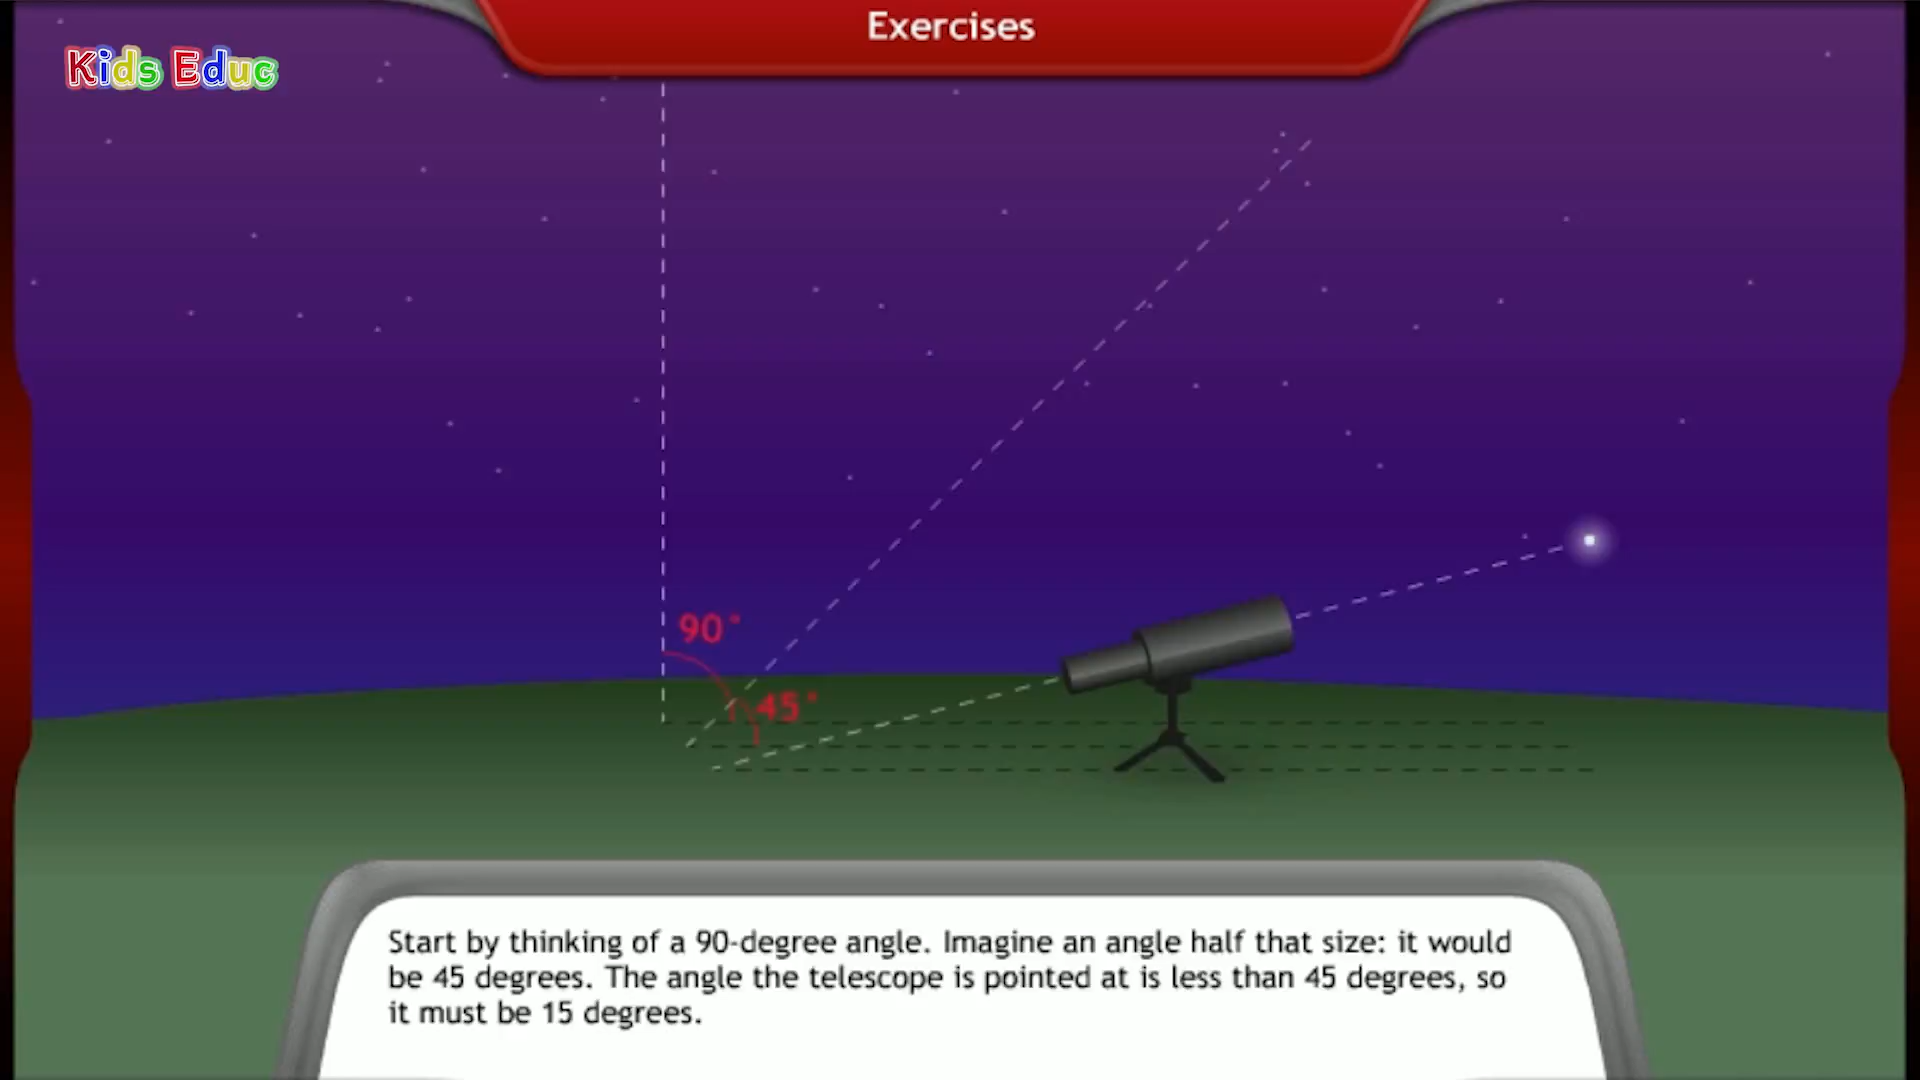 Exercises
Kids Educ
90°
45°
Start by thinking of a 90-degree angle. Imagine an angle half that size: it would
be 45 degrees. The angle the telescope is pointed at is less than 45 degrees, so
it must be 15 degrees.